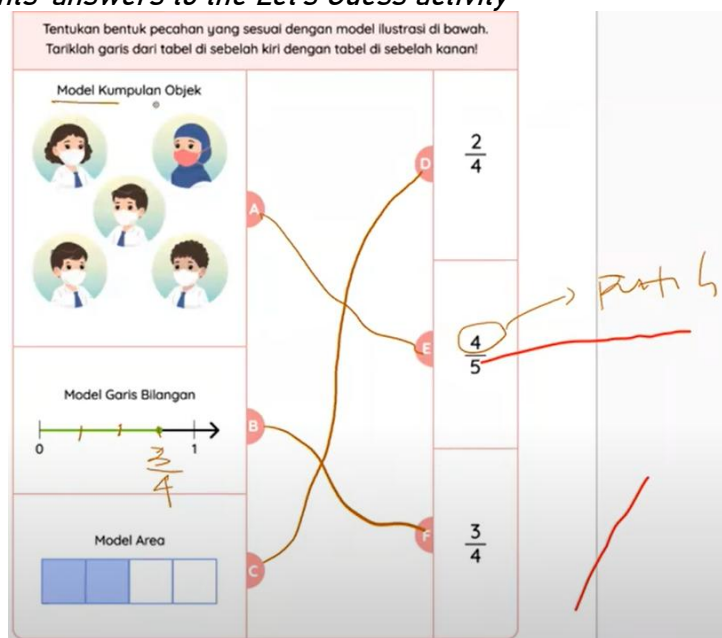 Tentukan bentuk pecahan yang sesuai dengan model ilustrasi di bawah.
Tariklah garis dari tabel di sebelah kiri dengan tabel di sebelah kanan!
Model Kumpulan Objek
A
D
2
4
E
4
5
Putih
Model Garis Bilangan
0
1
3
4
B
F
3
4
Model Area
C